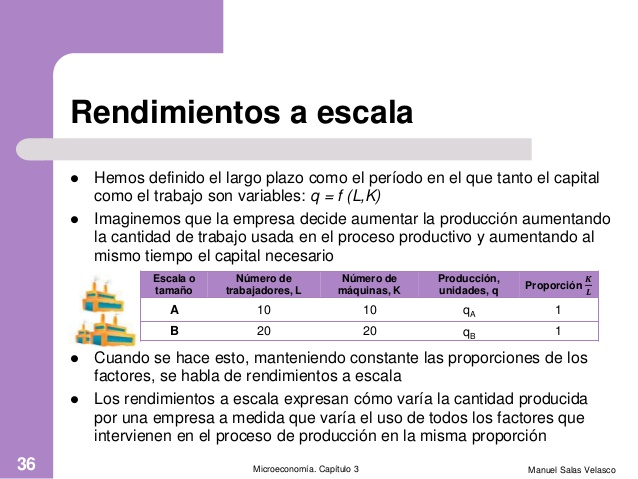 Rendimientos a escala
● Hemos definido el largo plazo como el período en el que tanto el capital
como el trabajo son variables: q = f (L,K)
● Imaginemos que la empresa decide aumentar la producción aumentando
la cantidad de trabajo usada en el proceso productivo y aumentando al
mismo tiempo el capital necesario
Escala o tamaño | Número de trabajadores, L | Número de máquinas, K | Producción, unidades, q | Proporción K/L
A 10 10 qA 1
B 20 20 qB 1
● Cuando se hace esto, manteniendo constante las proporciones de los
factores, se habla de rendimientos a escala
● Los rendimientos a escala expresan cómo varía la cantidad producida
por una empresa a medida que varía el uso de todos los factores que
intervienen en el proceso de producción en la misma proporción
36
Microeconomía. Capítulo 3
Manuel Salas Velasco